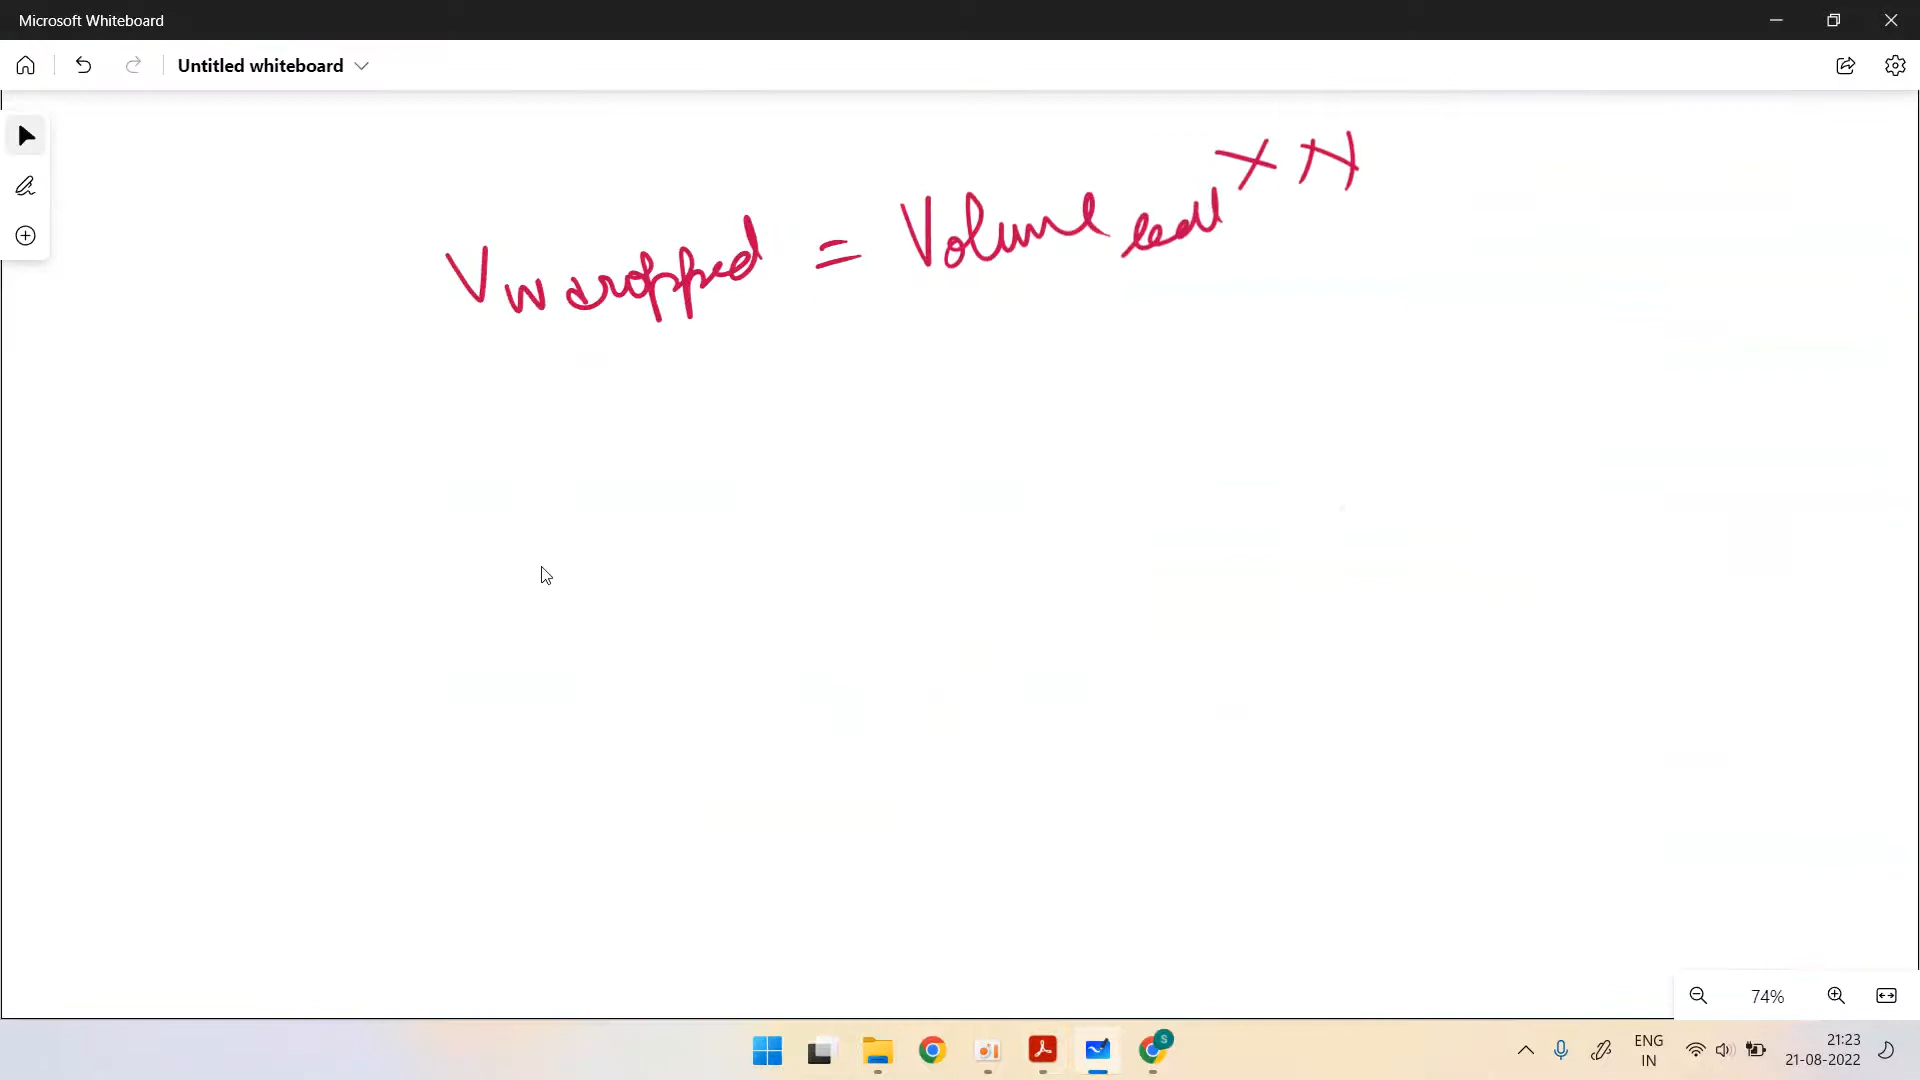 Microsoft Whiteboard
Untitled whiteboard
V w dropped = Volume lead × N
74%
S
ENG
IN
21:23
21-08-2022